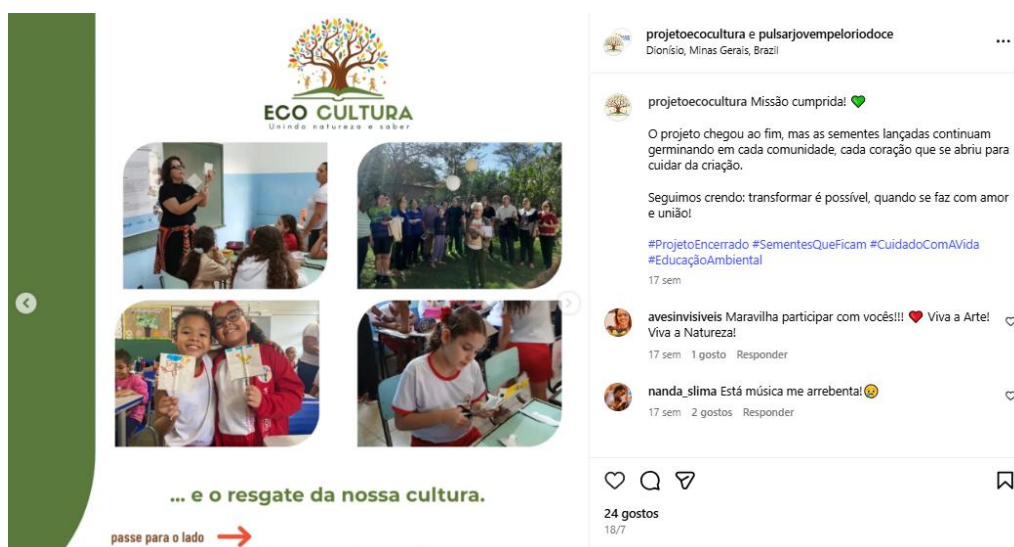 ECO CULTURA
Unindo natureza e saber
... e o resgate da nossa cultura.
passe para o lado
projetoecocultura e pulsarjovempeloriodoce
Dionísio, Minas Gerais, Brazil
projetoecocultura Missão cumprida! 💚
O projeto chegou ao fim, mas as sementes lançadas continuam
germinando em cada comunidade, cada coração que se abriu para
cuidar da criação.
Seguimos crendo: transformar é possível, quando se faz com amor
e união!
#ProjetoEncerrado #SementesQueFicam #CuidadoComAVida
#EducaçãoAmbiental
17 sem
avesinvisiveis Maravilha participar com vocês!!! ❤️ Viva a Arte!
Viva a Natureza!
17 sem 1 gosto Responder
nanda_slima Está música me arrebenta!😢
17 sem 2 gostos Responder
24 gostos
18/7